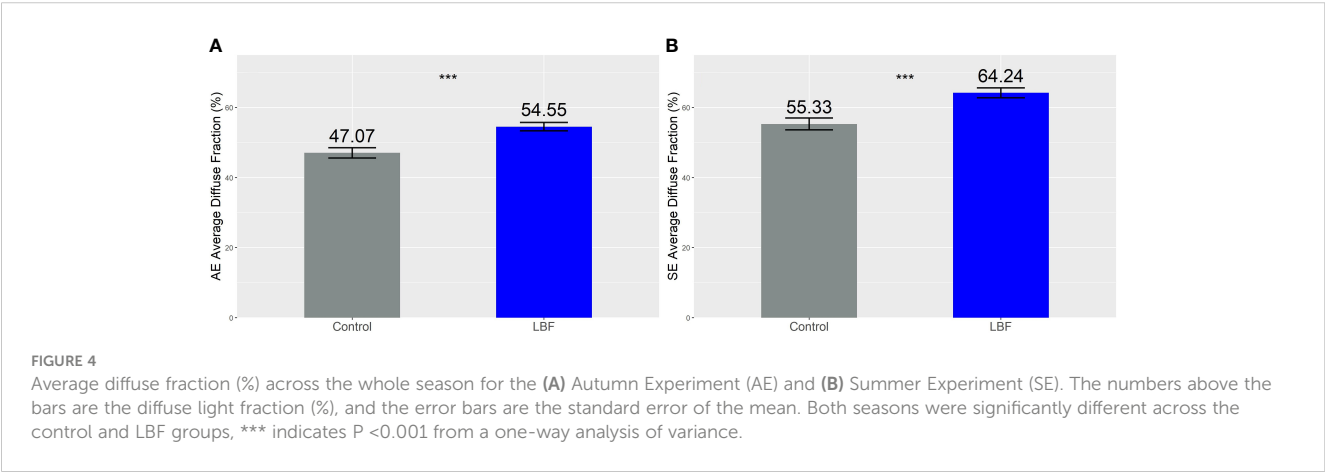 A
AE Average Diffuse Fraction (%)
60
40
20
0
***
47.07
54.55
Control
LBF
B
SE Average Diffuse Fraction (%)
60
40
20
0
***
55.33
64.24
Control
LBF
FIGURE 4
Average diffuse fraction (%) across the whole season for the (A) Autumn Experiment (AE) and (B) Summer Experiment (SE). The numbers above the
bars are the diffuse light fraction (%), and the error bars are the standard error of the mean. Both seasons were significantly different across the
control and LBF groups, *** indicates P <0.001 from a one-way analysis of variance.